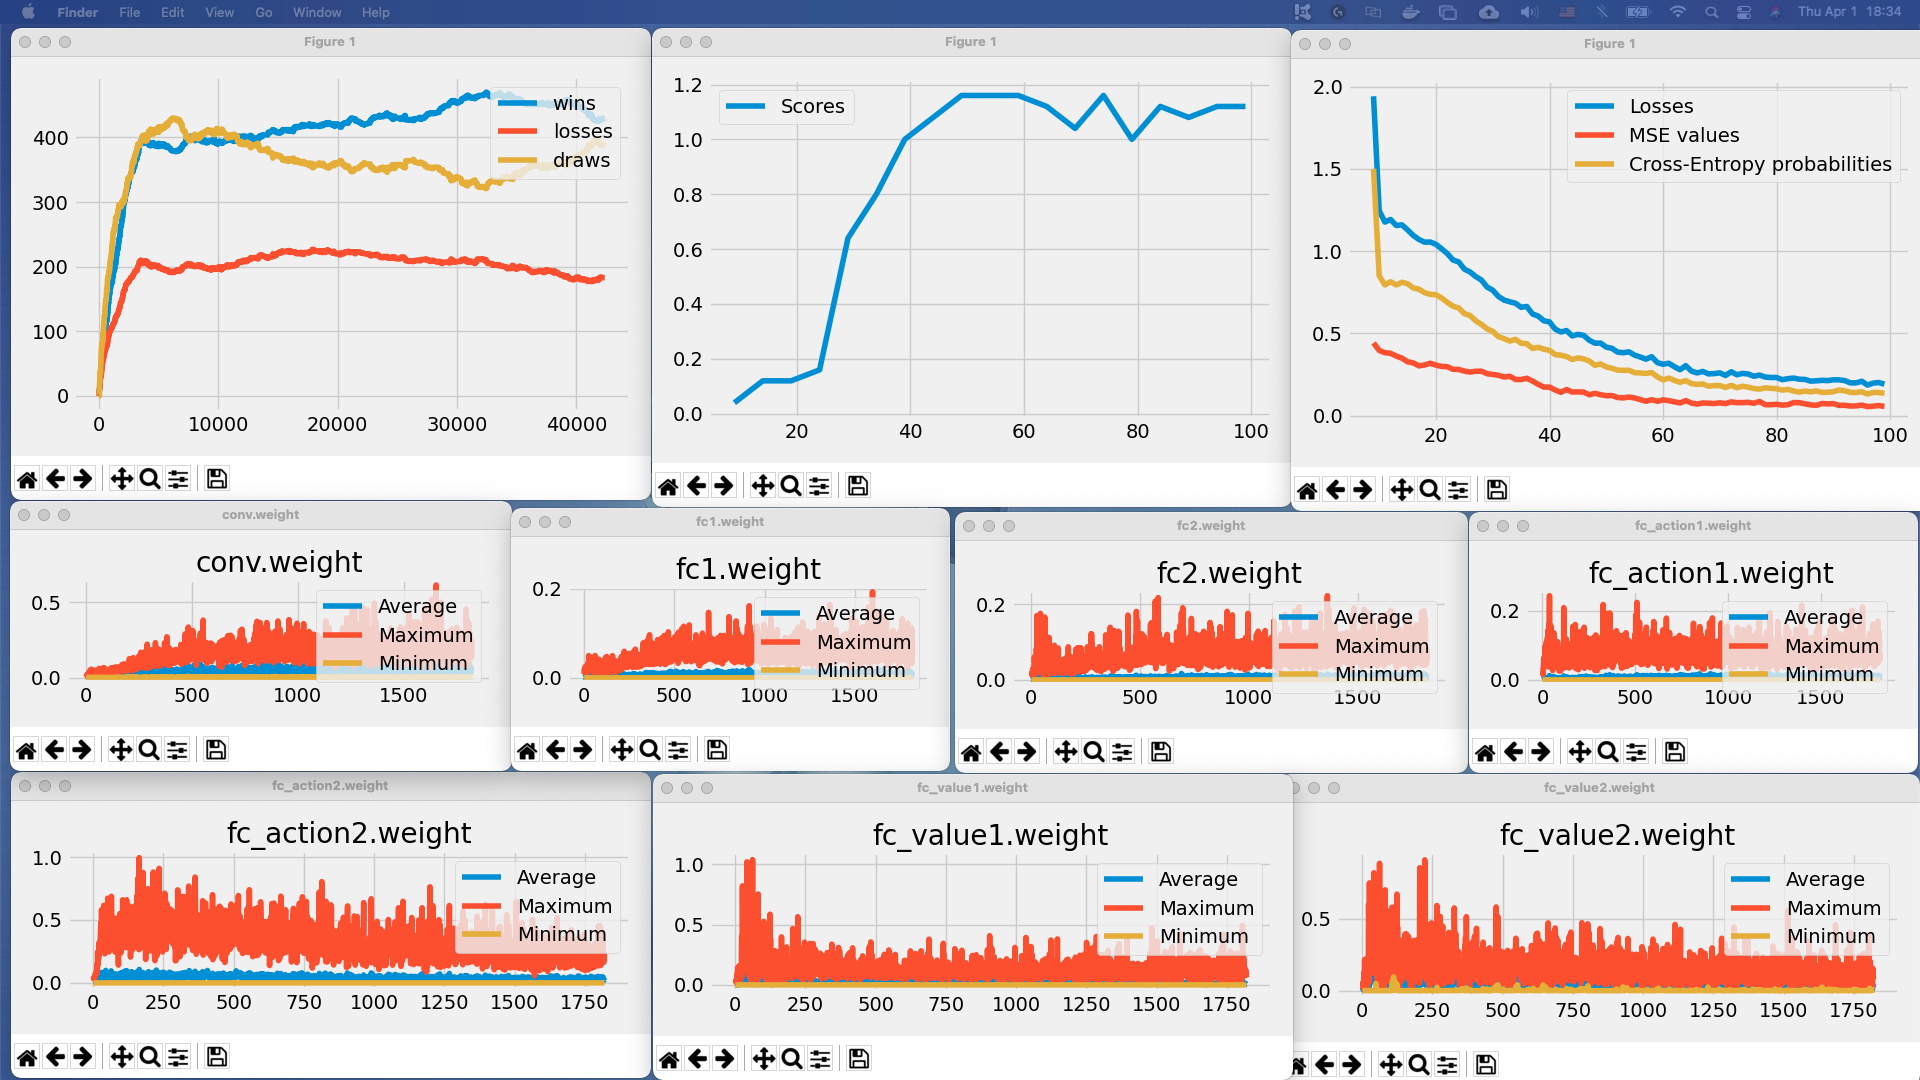 Finder File Edit View Go Window Help Thu Apr 1 18:34
Figure 1
wins
losses
draws
400
300
200
100
0
0 10000 20000 30000 40000
Figure 1
Scores
1.2
1.0
0.8
0.6
0.4
0.2
0.0
20 40 60 80 100
Figure 1
Losses
MSE values
Cross-Entropy probabilities
2.0
1.5
1.0
0.5
0.0
20 40 60 80 100
conv.weight
conv.weight
Average
Maximum
Minimum
0.5
0.0
0 500 1000 1500
fc1.weight
fc1.weight
Average
Maximum
Minimum
0.2
0.0
0 500 1000 1500
fc2.weight
fc2.weight
Average
Maximum
Minimum
0.2
0.0
0 500 1000 1500
fc_action1.weight
fc_action1.weight
Average
Maximum
Minimum
0.2
0.0
0 500 1000 1500
fc_action2.weight
fc_action2.weight
Average
Maximum
Minimum
1.0
0.5
0.0
0 250 500 750 1000 1250 1500 1750
fc_value1.weight
fc_value1.weight
Average
Maximum
Minimum
1.0
0.5
0.0
0 250 500 750 1000 1250 1500 1750
fc_value2.weight
fc_value2.weight
Average
Maximum
Minimum
0.5
0.0
0 250 500 750 1000 1250 1500 1750